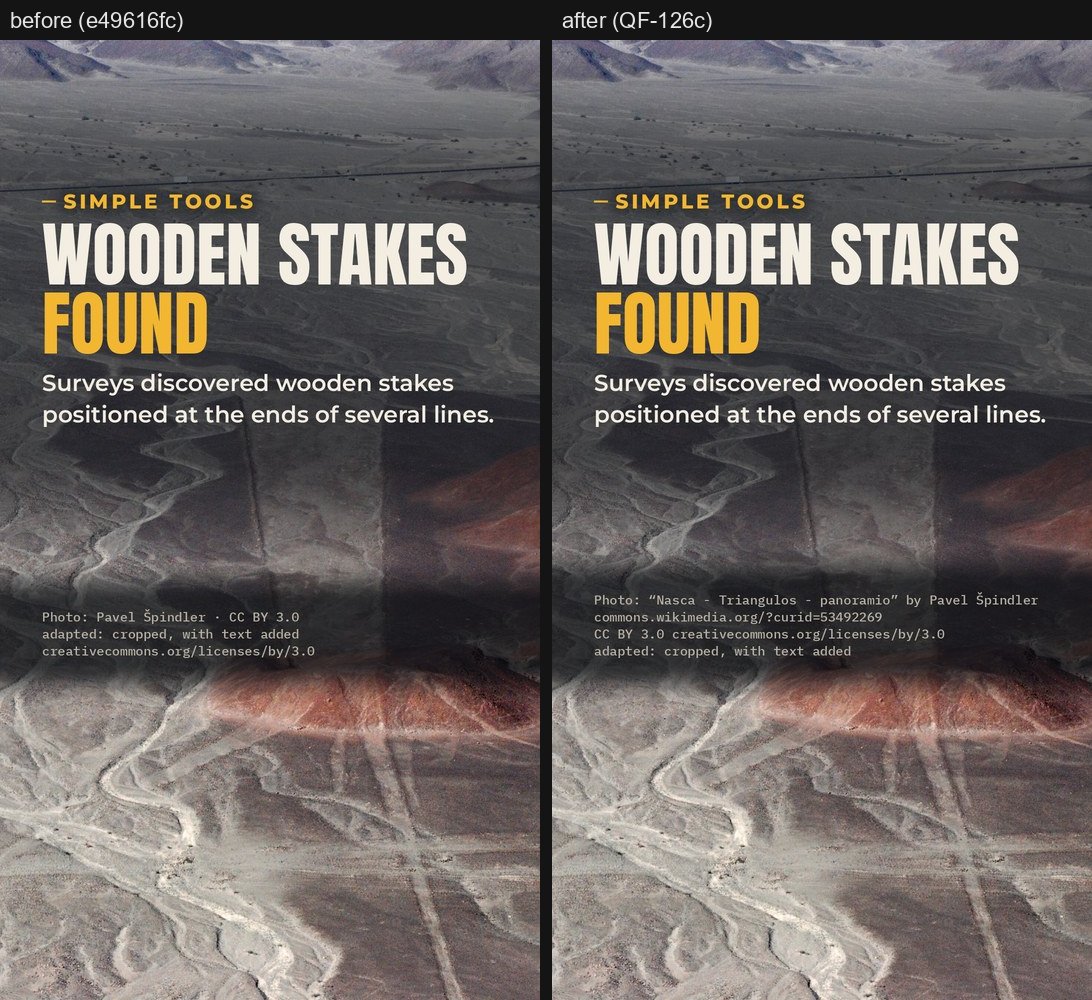 before (e49616fc)
— SIMPLE TOOLS
WOODEN STAKES
FOUND
Surveys discovered wooden stakes
positioned at the ends of several lines.
Photo: Pavel Špindler · CC BY 3.0
adapted: cropped, with text added
creativecommons.org/licenses/by/3.0
after (QF-126c)
— SIMPLE TOOLS
WOODEN STAKES
FOUND
Surveys discovered wooden stakes
positioned at the ends of several lines.
Photo: “Nasca - Triangulos - panoramio” by Pavel Špindler
commons.wikimedia.org/?curid=53492269
CC BY 3.0 creativecommons.org/licenses/by/3.0
adapted: cropped, with text added